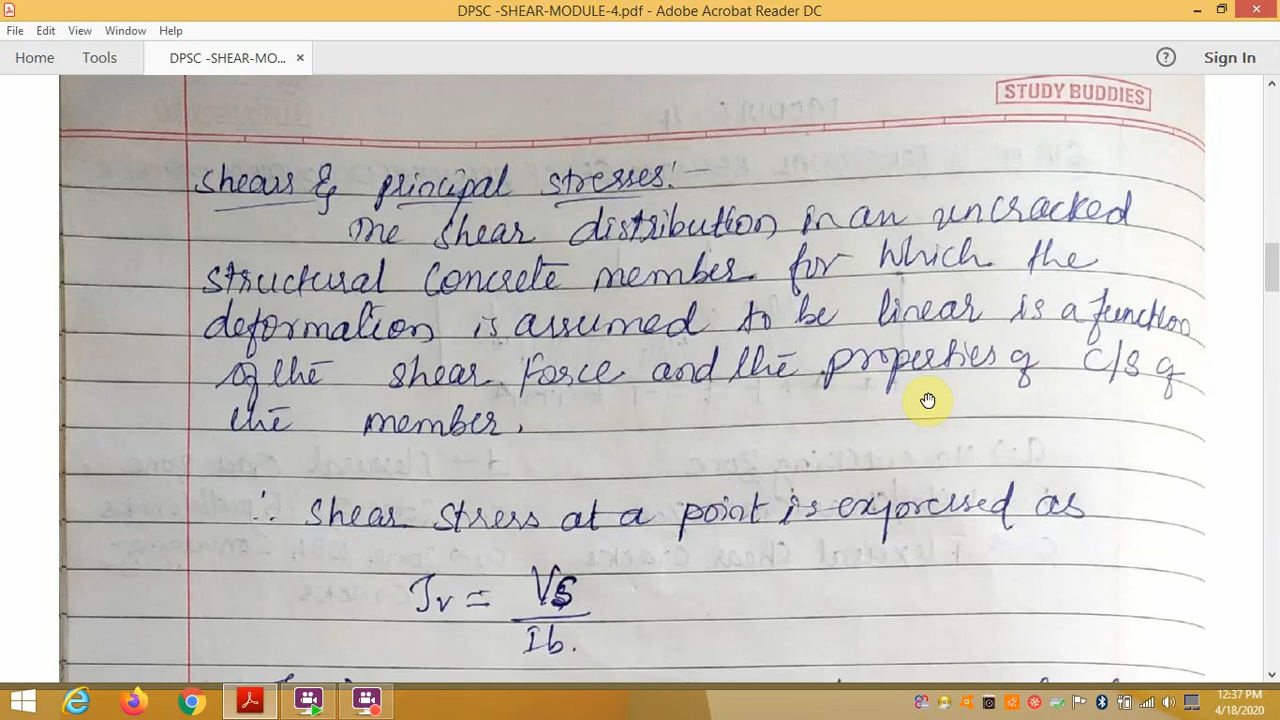 DPSC -SHEAR-MODULE-4.pdf - Adobe Acrobat Reader DC
File Edit View Window Help
Home Tools DPSC -SHEAR-MO... × Sign In
STUDY BUDDIES
Shear & principal stresses:-
The shear distribution in an uncracked
structural concrete member for which the
deformation is assumed to be linear is a function
of the shear force and the properties of C/S of
the member.
∴ Shear stress at a point is exporcised as
τv = VS
Ib.
12:37 PM
4/18/2020